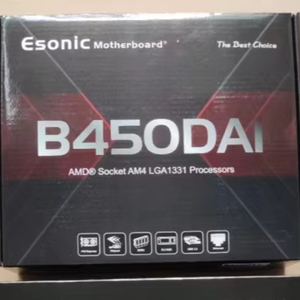 Esonic Motherboard®
The Best Choice
B450DAI
AMD® Socket AM4 LGA1331 Processors